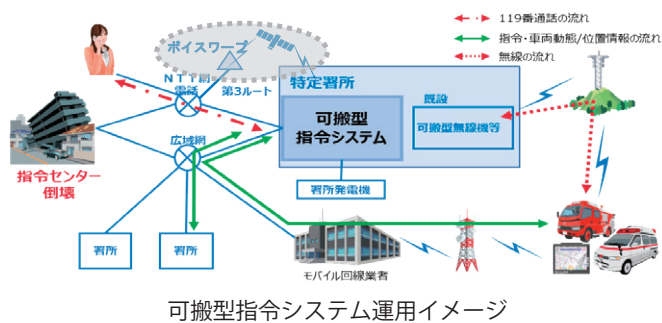 119番通話の流れ
指令・車両動態/位置情報の流れ
無線の流れ
ボイスワープ
NTT網
電話
第3ルート
特定署所
既設
可搬型
指令システム
可搬型無線機等
広域網
指令センター
倒壊
署所発電機
署所
署所
モバイル回線業者
可搬型指令システム運用イメージ